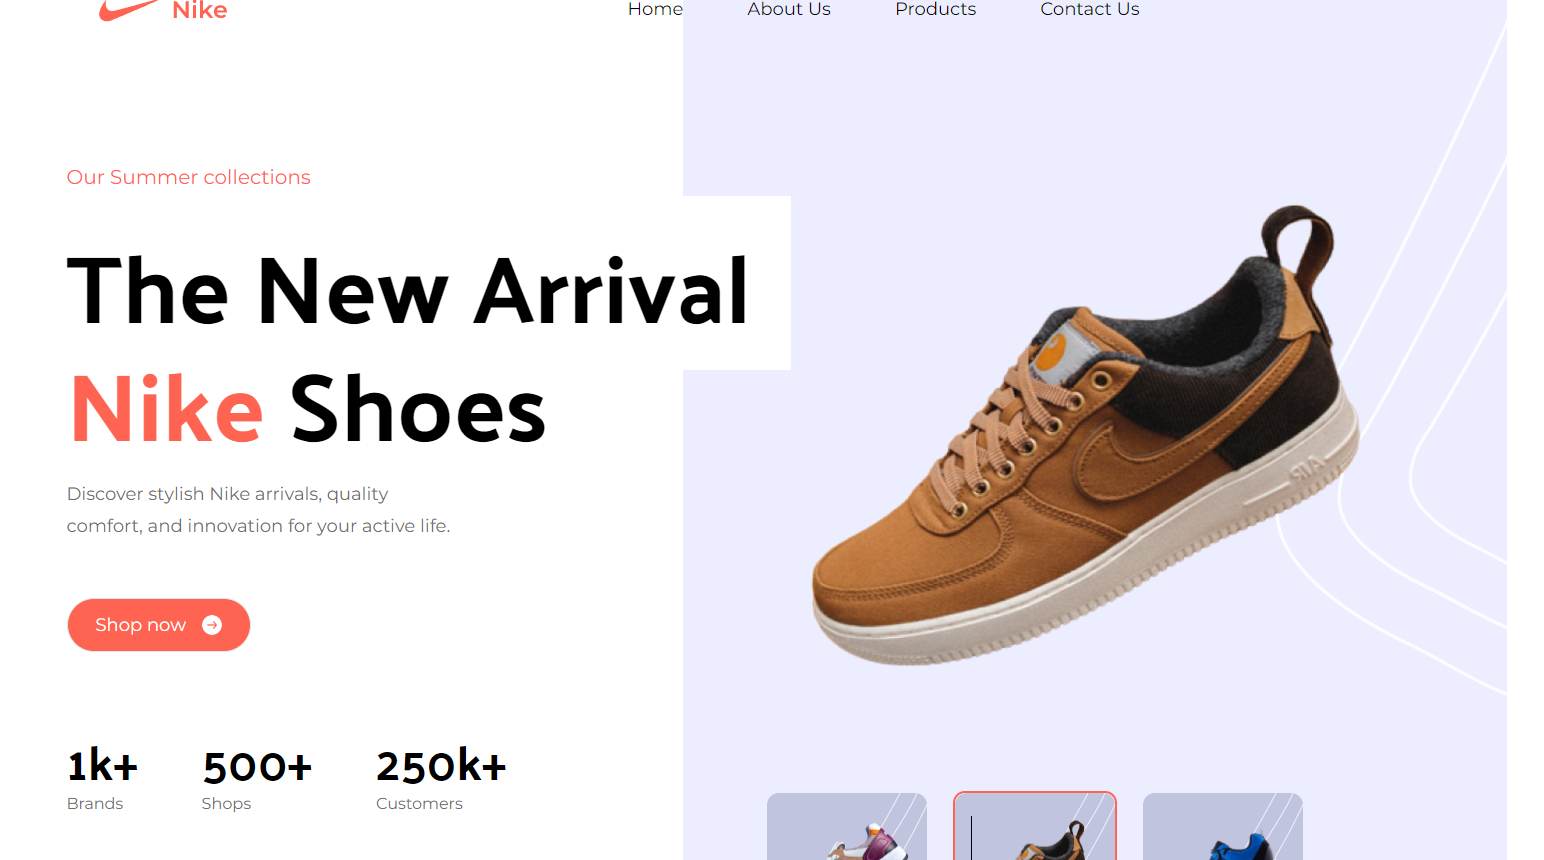 Nike
Home
About Us
Products
Contact Us
Our Summer collections
The New Arrival
Nike Shoes
Discover stylish Nike arrivals, quality
comfort, and innovation for your active life.
Shop now
1k+
Brands
500+
Shops
250k+
Customers
AIR